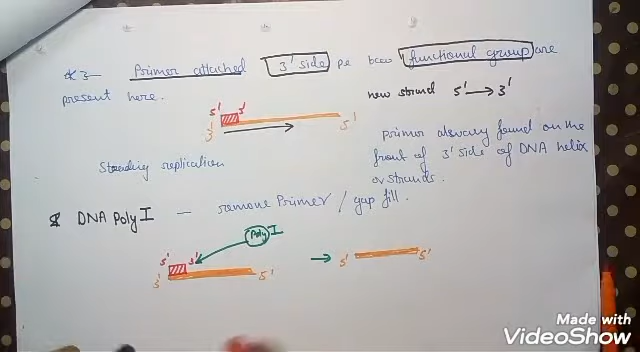 *3— Primer attached 3' side pe bcoz functional group are
present here.
new strand 5' → 3'
5' 3'
3' 5'
primer always found on the
front of 3' side of DNA helix
or strands.
replication
* DNA Poly I — remove Primer / gap fill.
Poly I
5' 3'
3' 5'
→ 5' 5'
Made with
VideoShow